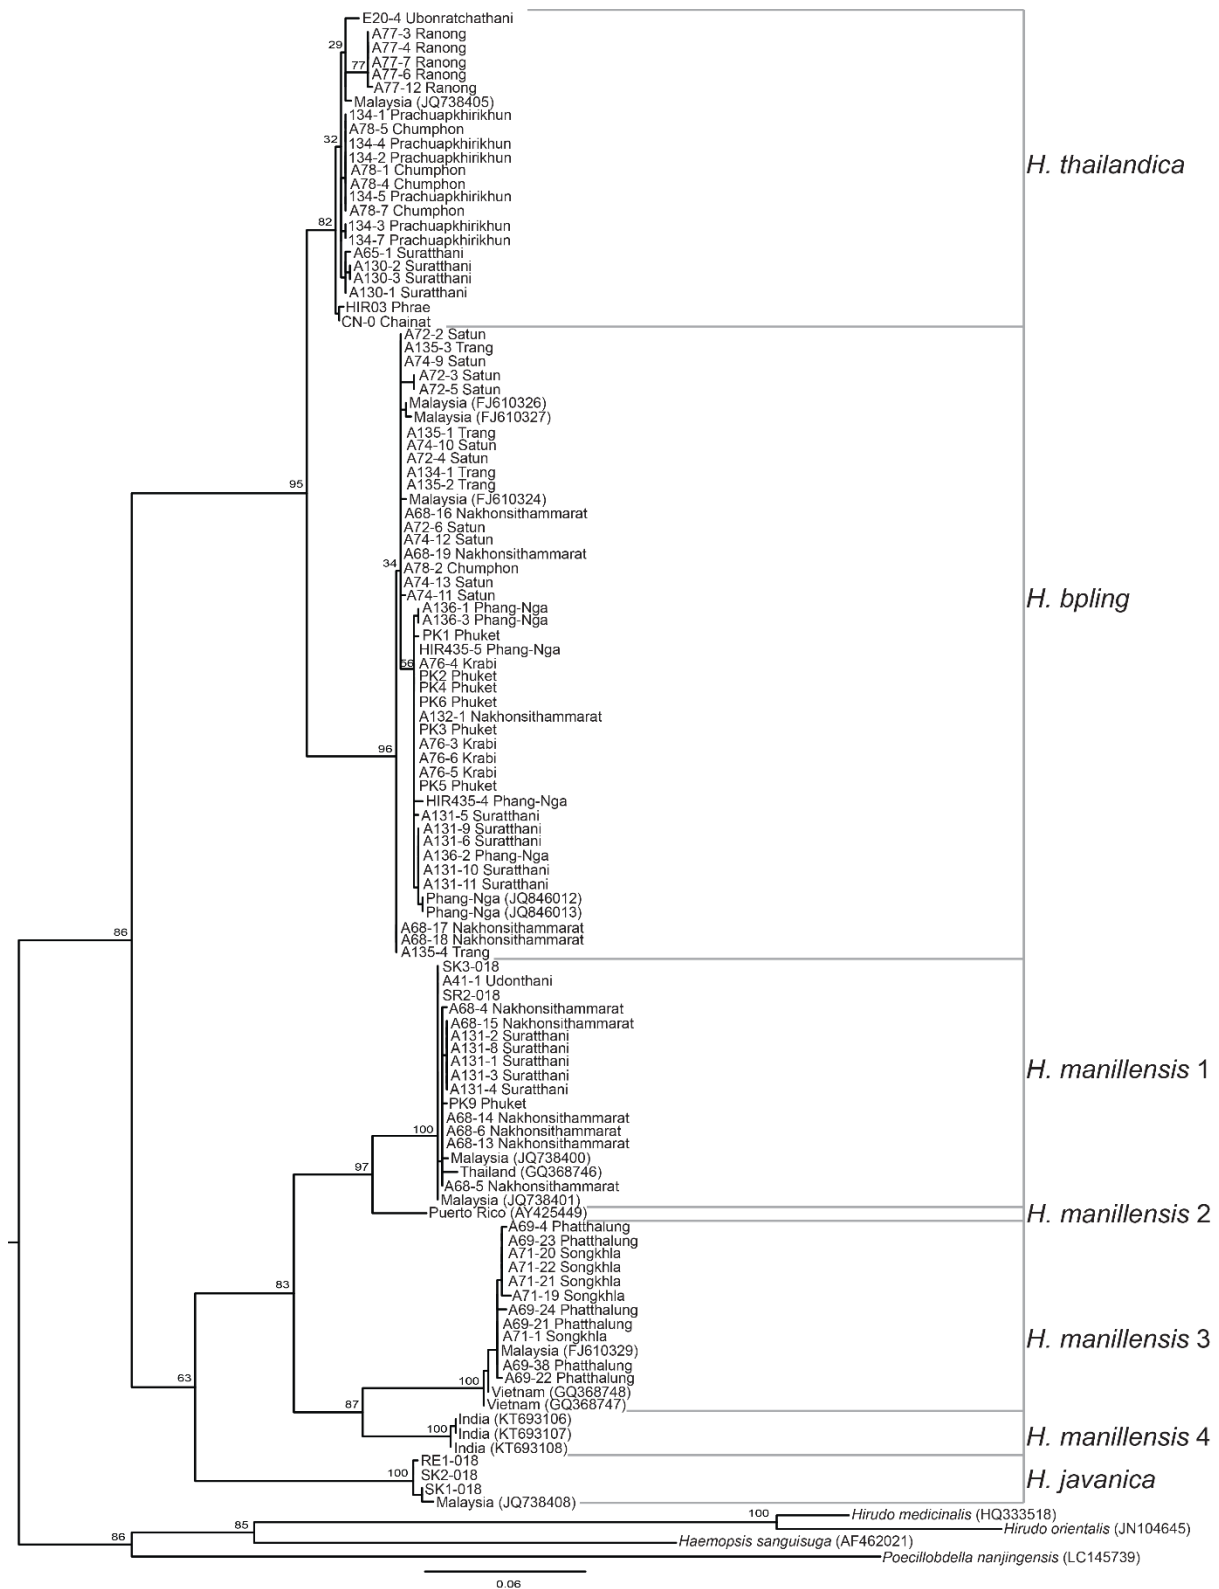 E20-4 Ubonratchathani
29
A77-3 Ranong
A77-4 Ranong
A77-7 Ranong
77
A77-6 Ranong
A77-12 Ranong
Malaysia (JQ738405)
134-1 Prachuapkhirikhun
A78-5 Chumphon
32
134-4 Prachuapkhirikhun
134-2 Prachuapkhirikhun
H. thailandica
A78-1 Chumphon
A78-4 Chumphon
134-5 Prachuapkhirikhun
A78-7 Chumphon
82
134-3 Prachuapkhirikhun
134-7 Prachuapkhirikhun
A65-1 Suratthani
A130-2 Suratthani
A130-3 Suratthani
A130-1 Suratthani
HIR03 Phrae
CN-0 Chainat
A72-2 Satun
A135-3 Trang
A74-9 Satun
A72-3 Satun
A72-5 Satun
Malaysia (FJ610326)
Malaysia (FJ610327)
A135-1 Trang
A74-10 Satun
A72-4 Satun
A134-1 Trang
95
A135-2 Trang
Malaysia (FJ610324)
A68-16 Nakhonsithammarat
A72-6 Satun
A74-12 Satun
A68-19 Nakhonsithammarat
34
A78-2 Chumphon
A74-13 Satun
A74-11 Satun
H. bpling
A136-1 Phang-Nga
A136-3 Phang-Nga
PK1 Phuket
HIR435-5 Phang-Nga
56
A76-4 Krabi
PK2 Phuket
PK4 Phuket
PK6 Phuket
A132-1 Nakhonsithammarat
PK3 Phuket
A76-3 Krabi
96
A76-6 Krabi
A76-5 Krabi
PK5 Phuket
HIR435-4 Phang-Nga
A131-5 Suratthani
A131-9 Suratthani
A131-6 Suratthani
A136-2 Phang-Nga
A131-10 Suratthani
A131-11 Suratthani
Phang-Nga (JQ846012)
Phang-Nga (JQ846013)
A68-17 Nakhonsithammarat
86
A68-18 Nakhonsithammarat
A135-4 Trang
SK3-018
A41-1 Udonthani
SR2-018
A68-4 Nakhonsithammarat
A68-15 Nakhonsithammarat
A131-2 Suratthani
A131-8 Suratthani
A131-1 Suratthani
H. manillensis 1
A131-3 Suratthani
A131-4 Suratthani
PK9 Phuket
A68-14 Nakhonsithammarat
100
A68-6 Nakhonsithammarat
A68-13 Nakhonsithammarat
Malaysia (JQ738400)
97
Thailand (GQ368746)
A68-5 Nakhonsithammarat
Malaysia (JQ738401)
Puerto Rico (AY425449)
H. manillensis 2
A69-4 Phatthalung
A69-23 Phatthalung
A71-20 Songkhla
A71-22 Songkhla
A71-21 Songkhla
83
A71-19 Songkhla
A69-24 Phatthalung
A69-21 Phatthalung
A71-1 Songkhla
H. manillensis 3
Malaysia (FJ610329)
A69-38 Phatthalung
63
A69-22 Phatthalung
100
Vietnam (GQ368748)
87
Vietnam (GQ368747)
India (KT693106)
100
India (KT693107)
H. manillensis 4
India (KT693108)
RE1-018
100
SK2-018
H. javanica
SK1-018
Malaysia (JQ738408)
100
Hirudo medicinalis (HQ333518)
85
Hirudo orientalis (JN104645)
86
Haemopsis sanguisuga (AF462021)
Poecillobdella nanjingensis (LC145739)
0.06